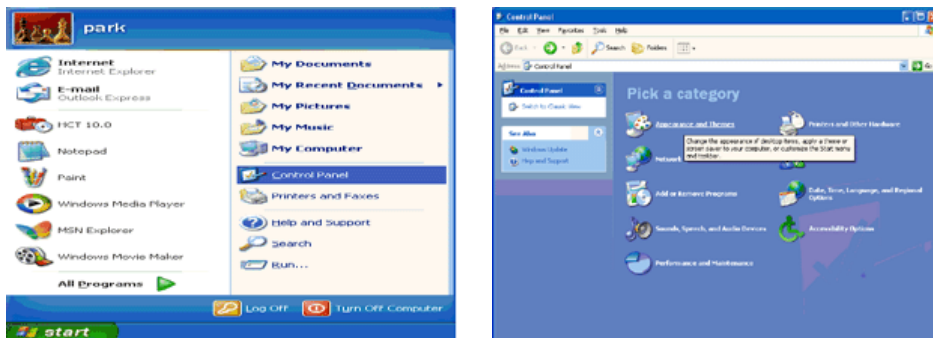 park
Internet
Internet Explorer
E-mail
Outlook Express
HCT 10.0
Notepad
Paint
Windows Media Player
MSN Explorer
Windows Movie Maker
All Programs
My Documents
My Recent Documents
My Pictures
My Music
My Computer
Control Panel
Printers and Faxes
Help and Support
Search
Run...
Log Off
Turn Off Computer
start
Control Panel
File Edit View Favorites Tools Help
Back Search Folders
Address Control Panel Go
Control Panel
Switch to Classic View
See Also
Windows Update
Help and Support
Pick a category
Appearance and Themes
Printers and Other Hardware
Change the appearance of desktop items, apply a theme or
screen saver to your computer, or customize the Start menu
and taskbar.
Network
Add or Remove Programs
Date, Time, Language, and Regional
Options
Sounds, Speech, and Audio Devices
Accessibility Options
Performance and Maintenance